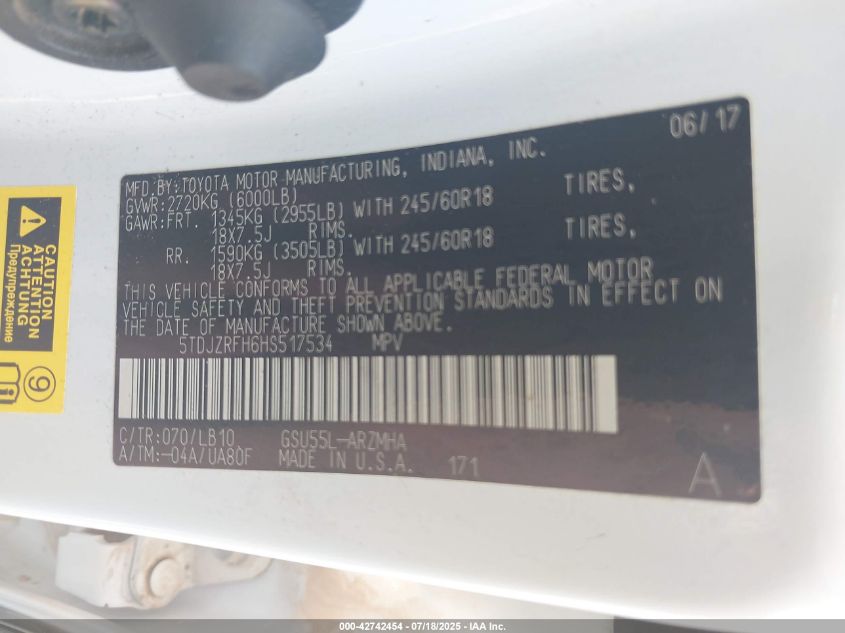 06/17
MFD.BY:TOYOTA MOTOR MANUFACTURING, INDIANA, INC.
GVWR:2720KG (6000LB)
GAWR:FRT. 1345KG (2955LB) WITH 245/60R18 TIRES,
18X7.5J RIMS.
RR. 1590KG (3505LB) WITH 245/60R18 TIRES,
18X7.5J RIMS.
THIS VEHICLE CONFORMS TO ALL APPLICABLE FEDERAL MOTOR
VEHICLE SAFETY AND THEFT PREVENTION STANDARDS IN EFFECT ON
THE DATE OF MANUFACTURE SHOWN ABOVE.
5TDJZRFH6HS517534 MPV
C/TR:070/LB10 GSU55L-ARZMHA
A/TM:-04A/UA80F MADE IN U.S.A. 171
A
CAUTION
ATTENTION
ACHTUNG
Предупреждение
9
000-42742454 | 07/18/2025 - IAA Inc.